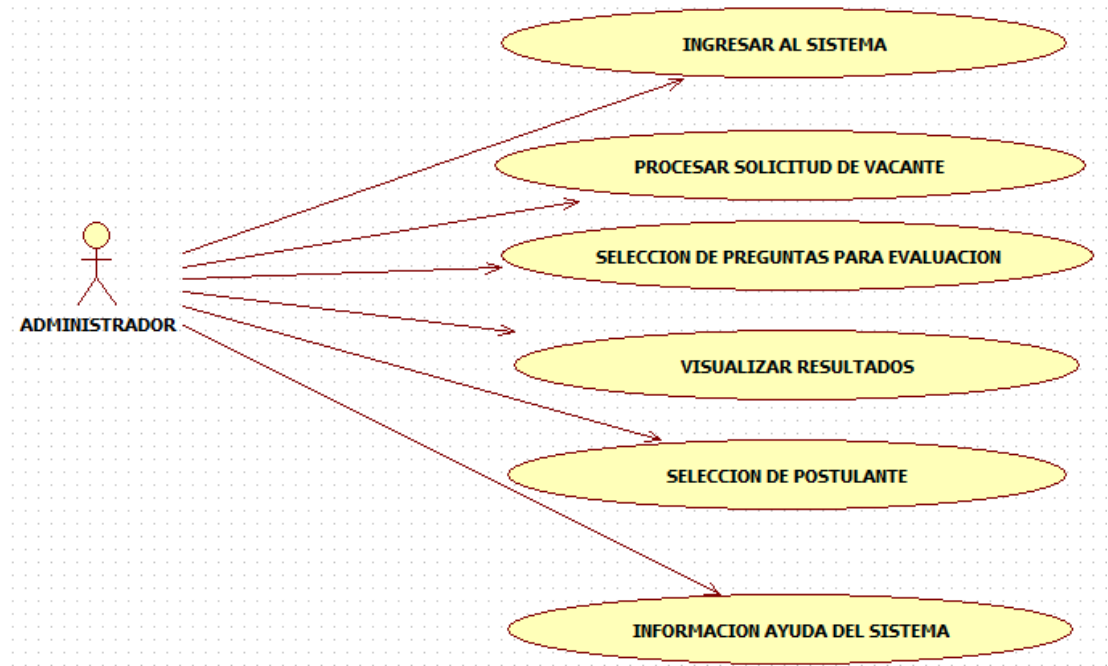 INGRESAR AL SISTEMA
PROCESAR SOLICITUD DE VACANTE
SELECCION DE PREGUNTAS PARA EVALUACION
ADMINISTRADOR
VISUALIZAR RESULTADOS
SELECCION DE POSTULANTE
INFORMACION AYUDA DEL SISTEMA